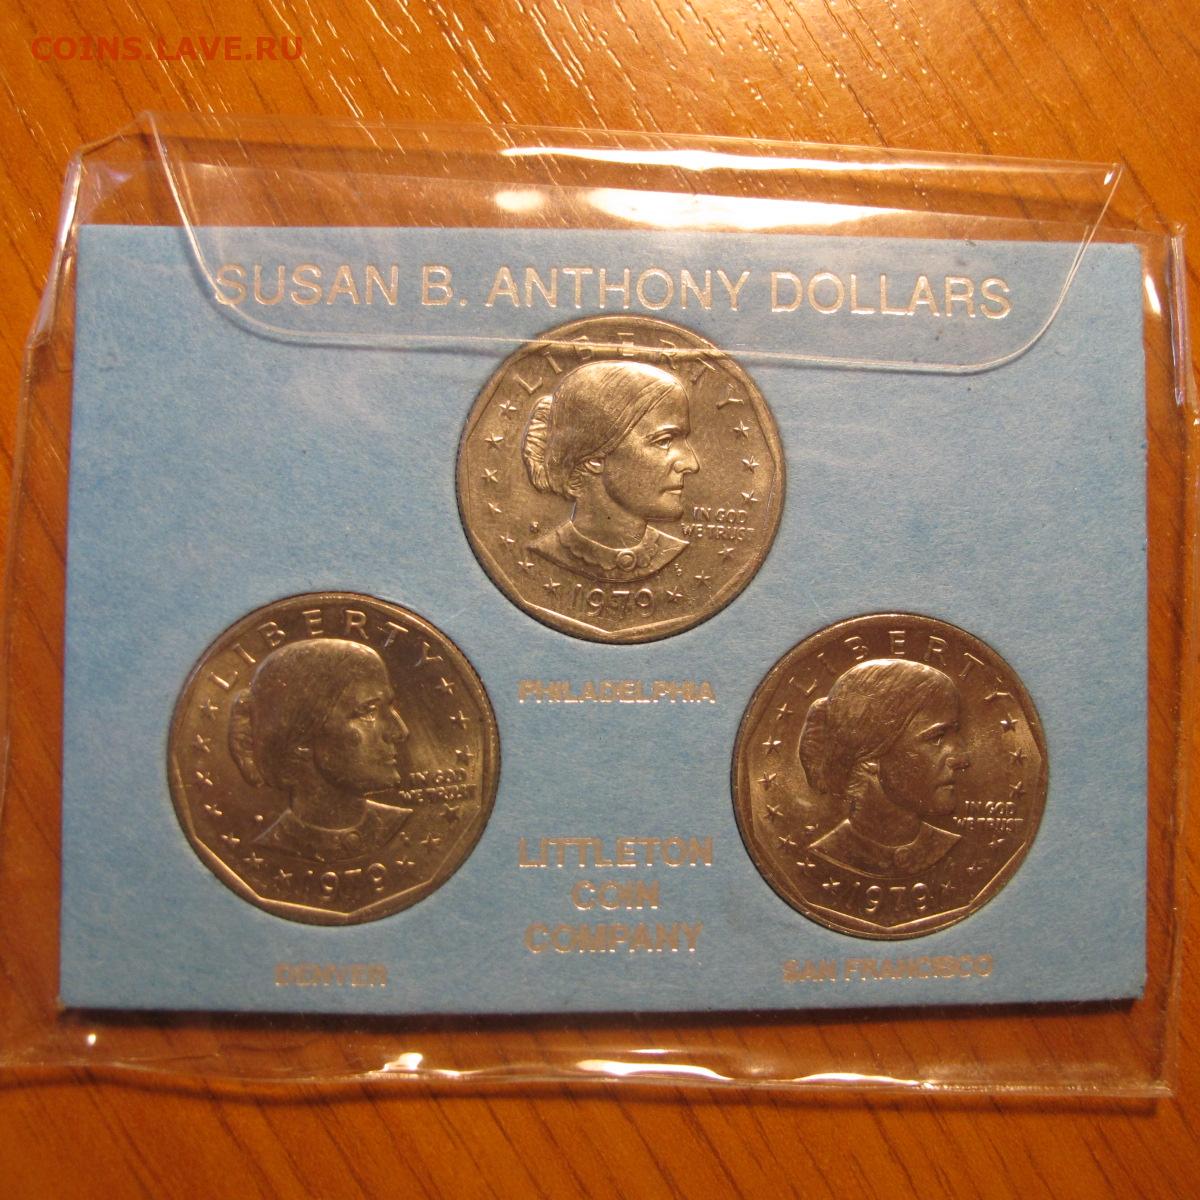 COINS.LAVE.RU
SUSAN B. ANTHONY DOLLARS
LIBERTY
IN GOD
WE TRUST
1979
PHILADELPHIA
LIBERTY
IN GOD
WE TRUST
1979
DENVER
LITTLETON
COIN
COMPANY
LIBERTY
IN GOD
WE TRUST
1979
SAN FRANCISCO